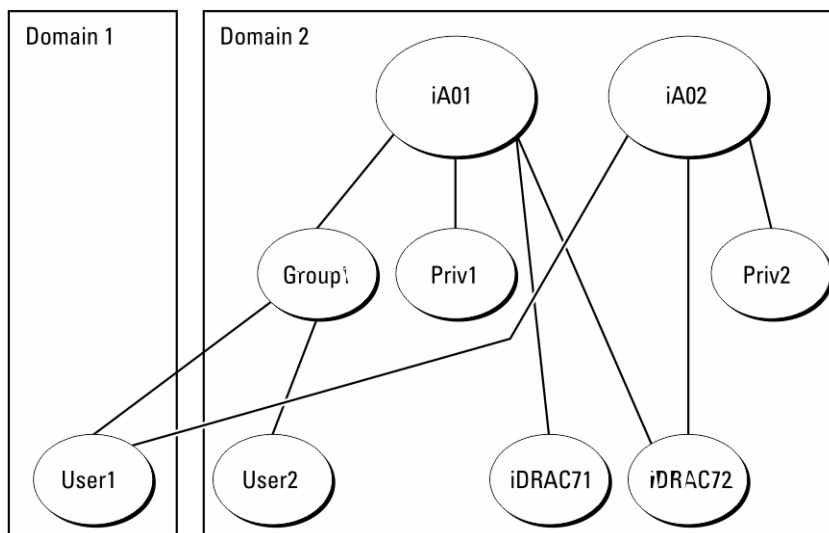 Domain 1
Domain 2
iA01
iA02
Group1
Priv1
Priv2
User1
User2
iDRAC71
iDRAC72